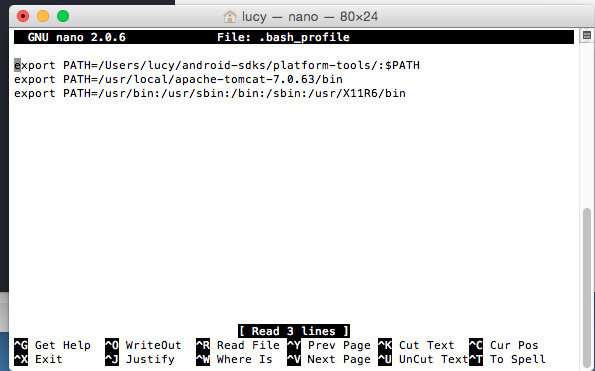 lucy — nano — 80×24
GNU nano 2.0.6 File: .bash_profile
export PATH=/Users/lucy/android-sdks/platform-tools/:$PATH
export PATH=/usr/local/apache-tomcat-7.0.63/bin
export PATH=/usr/bin:/usr/sbin:/bin:/sbin:/usr/X11R6/bin
[ Read 3 lines ]
^G Get Help ^O WriteOut ^R Read File ^Y Prev Page ^K Cut Text ^C Cur Pos
^X Exit ^J Justify ^W Where Is ^V Next Page ^U UnCut Text ^T To Spell